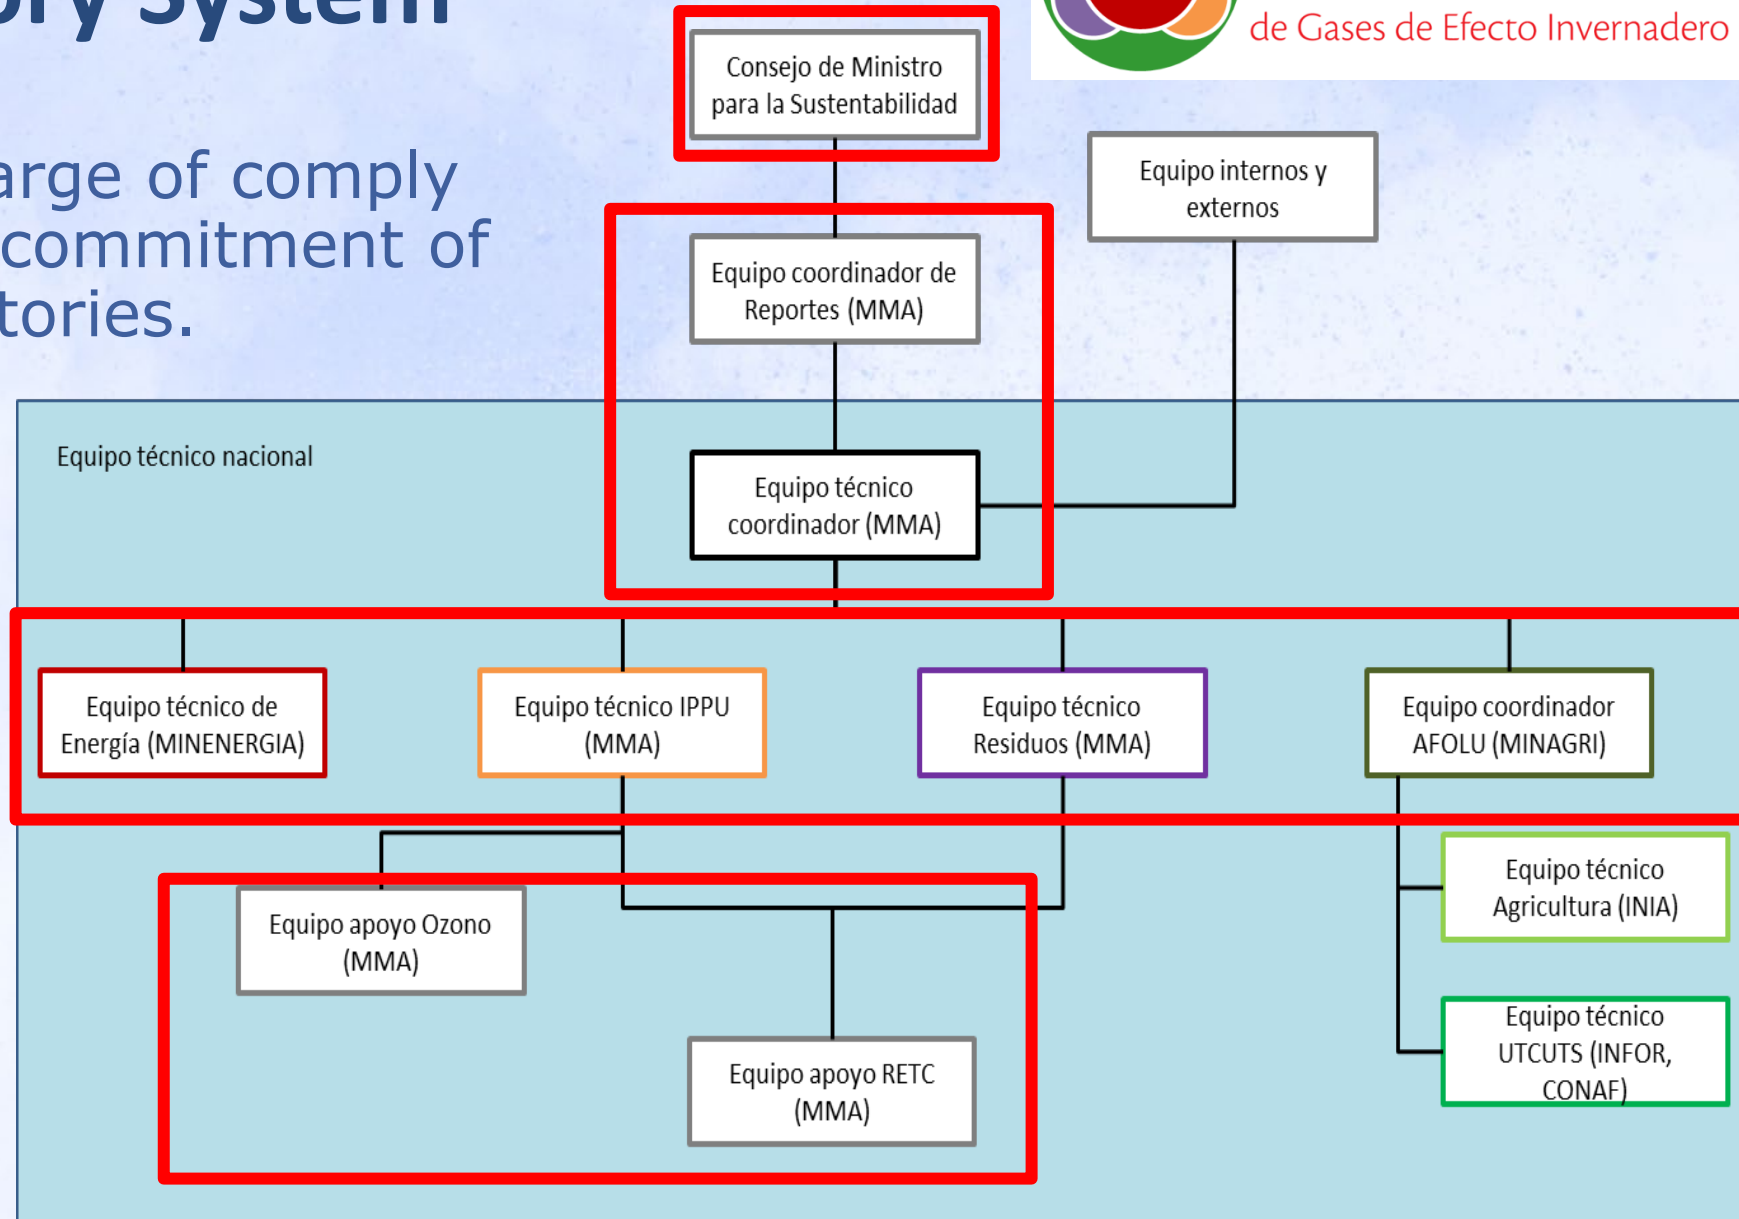 System
de Gases de Efecto Invernadero
Consejo de Ministro
para la Sustentabilidad
of comply
commitment of
Equipo internos y
externos
Equipo coordinador de
Reportes (MMA)
Equipo técnico nacional
Equipo técnico
coordinador (MMA)
Equipo técnico de
Energía (MINENERGIA)
Equipo técnico IPPU
(MMA)
Equipo técnico
Residuos (MMA)
Equipo coordinador
AFOLU (MINAGRI)
Equipo técnico
Agricultura (INIA)
Equipo apoyo Ozono
(MMA)
Equipo técnico
UTCUTS (INFOR,
CONAF)
Equipo apoyo RETC
(MMA)